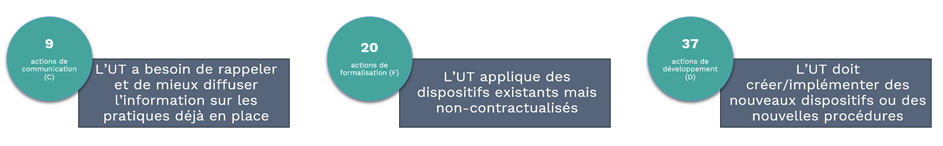 9
actions de
communication
(C)
L'UT a besoin de rappeler
et de mieux diffuser
l'information sur les
pratiques déjà en place
20
actions de
formalisation (F)
L'UT applique des
dispositifs existants mais
non-contractualisés
37
actions de
développement
(D)
L'UT doit
créer/implémenter des
nouveaux dispositifs ou des
nouvelles procédures